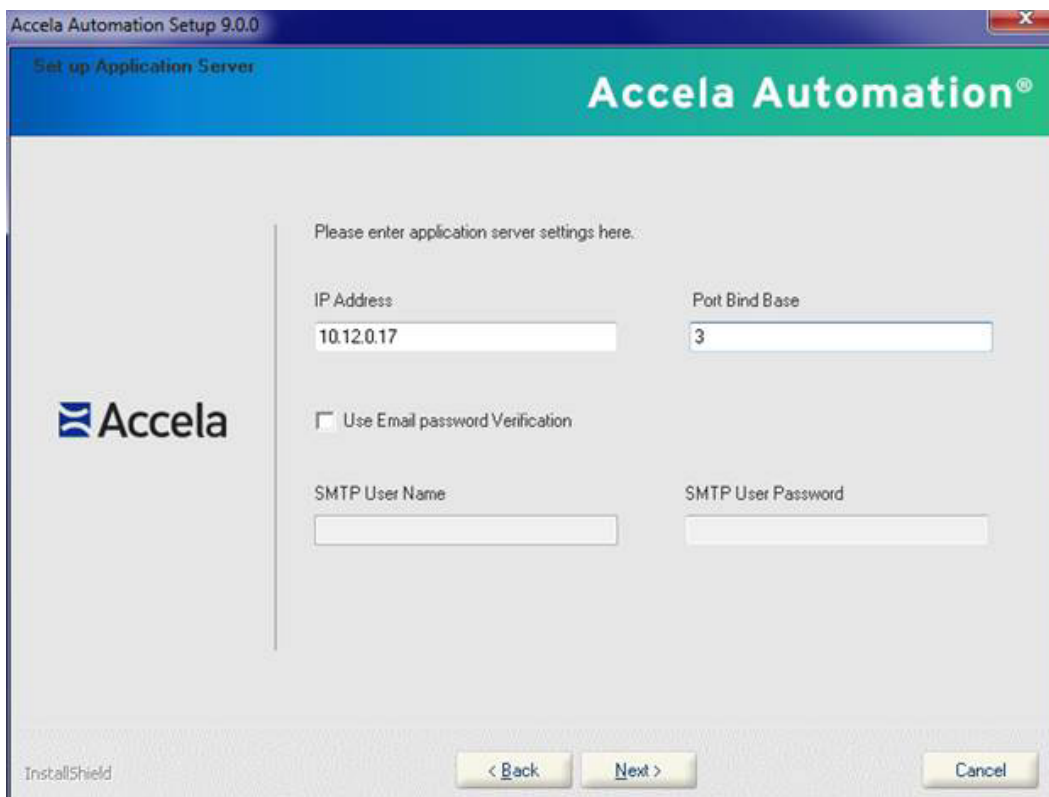 Accela Automation Setup 9.0.0
x
Set up Application Server
Accela Automation®
Please enter application server settings here.
IP Address Port Bind Base
10.12.0.17 3
Accela
Use Email password Verification
SMTP User Name SMTP User Password
InstallShield
< Back Next > Cancel